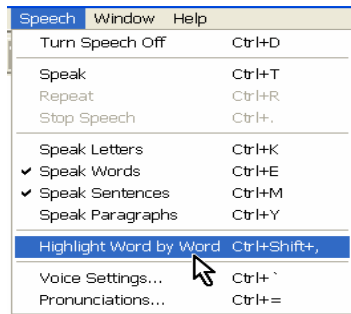 Speech Window Help
Turn Speech Off Ctrl+D
Speak Ctrl+T
Repeat Ctrl+R
Stop Speech Ctrl+.
Speak Letters Ctrl+K
✓ Speak Words Ctrl+E
✓ Speak Sentences Ctrl+M
Speak Paragraphs Ctrl+Y
Highlight Word by Word Ctrl+Shift+,
Voice Settings... Ctrl+`
Pronunciations... Ctrl+=